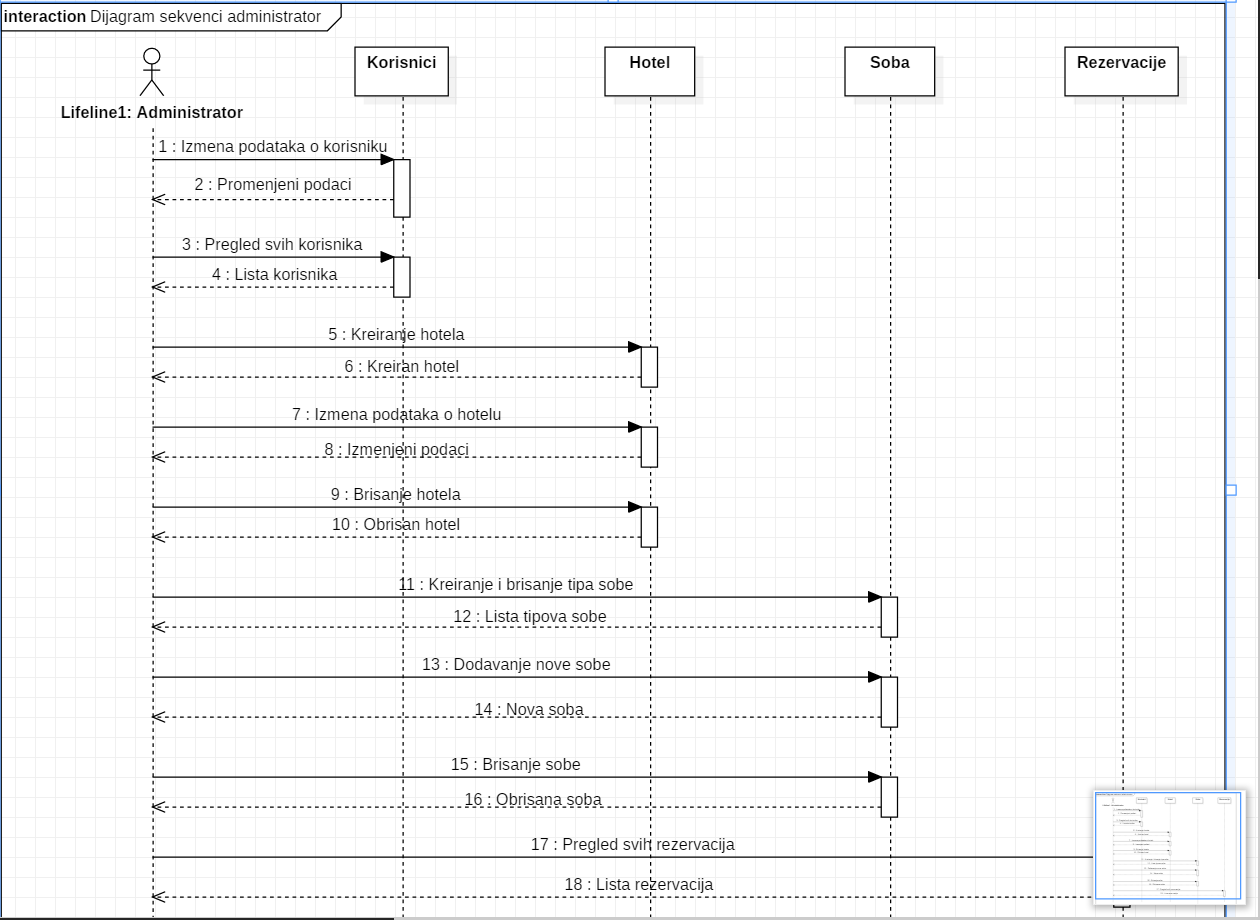 interaction Dijagram sekvenci administrator
Korisnici
Hotel
Soba
Rezervacije
Lifeline1: Administrator
1 : Izmena podataka o korisniku
2 : Promenjeni podaci
3 : Pregled svih korisnika
4 : Lista korisnika
5 : Kreiranje hotela
6 : Kreiran hotel
7 : Izmena podataka o hotelu
8 : Izmenjeni podaci
9 : Brisanje hotela
10 : Obrisan hotel
11 : Kreiranje i brisanje tipa sobe
12 : Lista tipova sobe
13 : Dodavanje nove sobe
14 : Nova soba
15 : Brisanje sobe
16 : Obrisana soba
17 : Pregled svih rezervacija
18 : Lista rezervacija